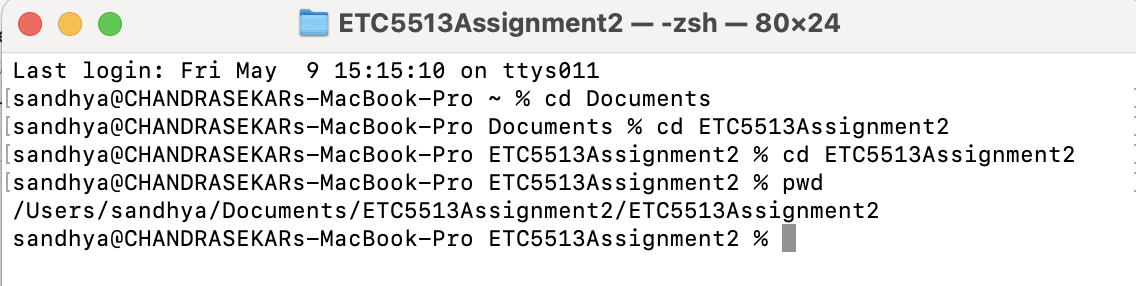 ETC5513Assignment2 — -zsh — 80×24
Last login: Fri May  9 15:15:10 on ttys011
[sandhya@CHANDRASEKARs-MacBook-Pro ~ % cd Documents
[sandhya@CHANDRASEKARs-MacBook-Pro Documents % cd ETC5513Assignment2
[sandhya@CHANDRASEKARs-MacBook-Pro ETC5513Assignment2 % cd ETC5513Assignment2
[sandhya@CHANDRASEKARs-MacBook-Pro ETC5513Assignment2 % pwd
/Users/sandhya/Documents/ETC5513Assignment2/ETC5513Assignment2
sandhya@CHANDRASEKARs-MacBook-Pro ETC5513Assignment2 %